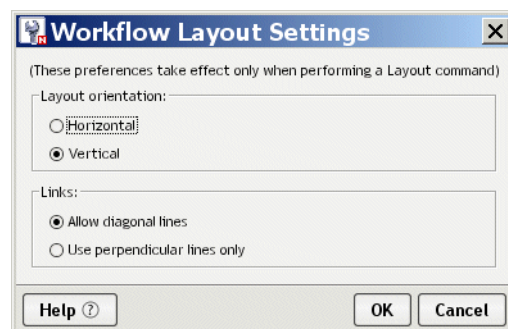 Workflow Layout Settings
(These preferences take effect only when performing a Layout command)
Layout orientation:
Horizontal
Vertical
Links:
Allow diagonal lines
Use perpendicular lines only
Help ?
OK
Cancel